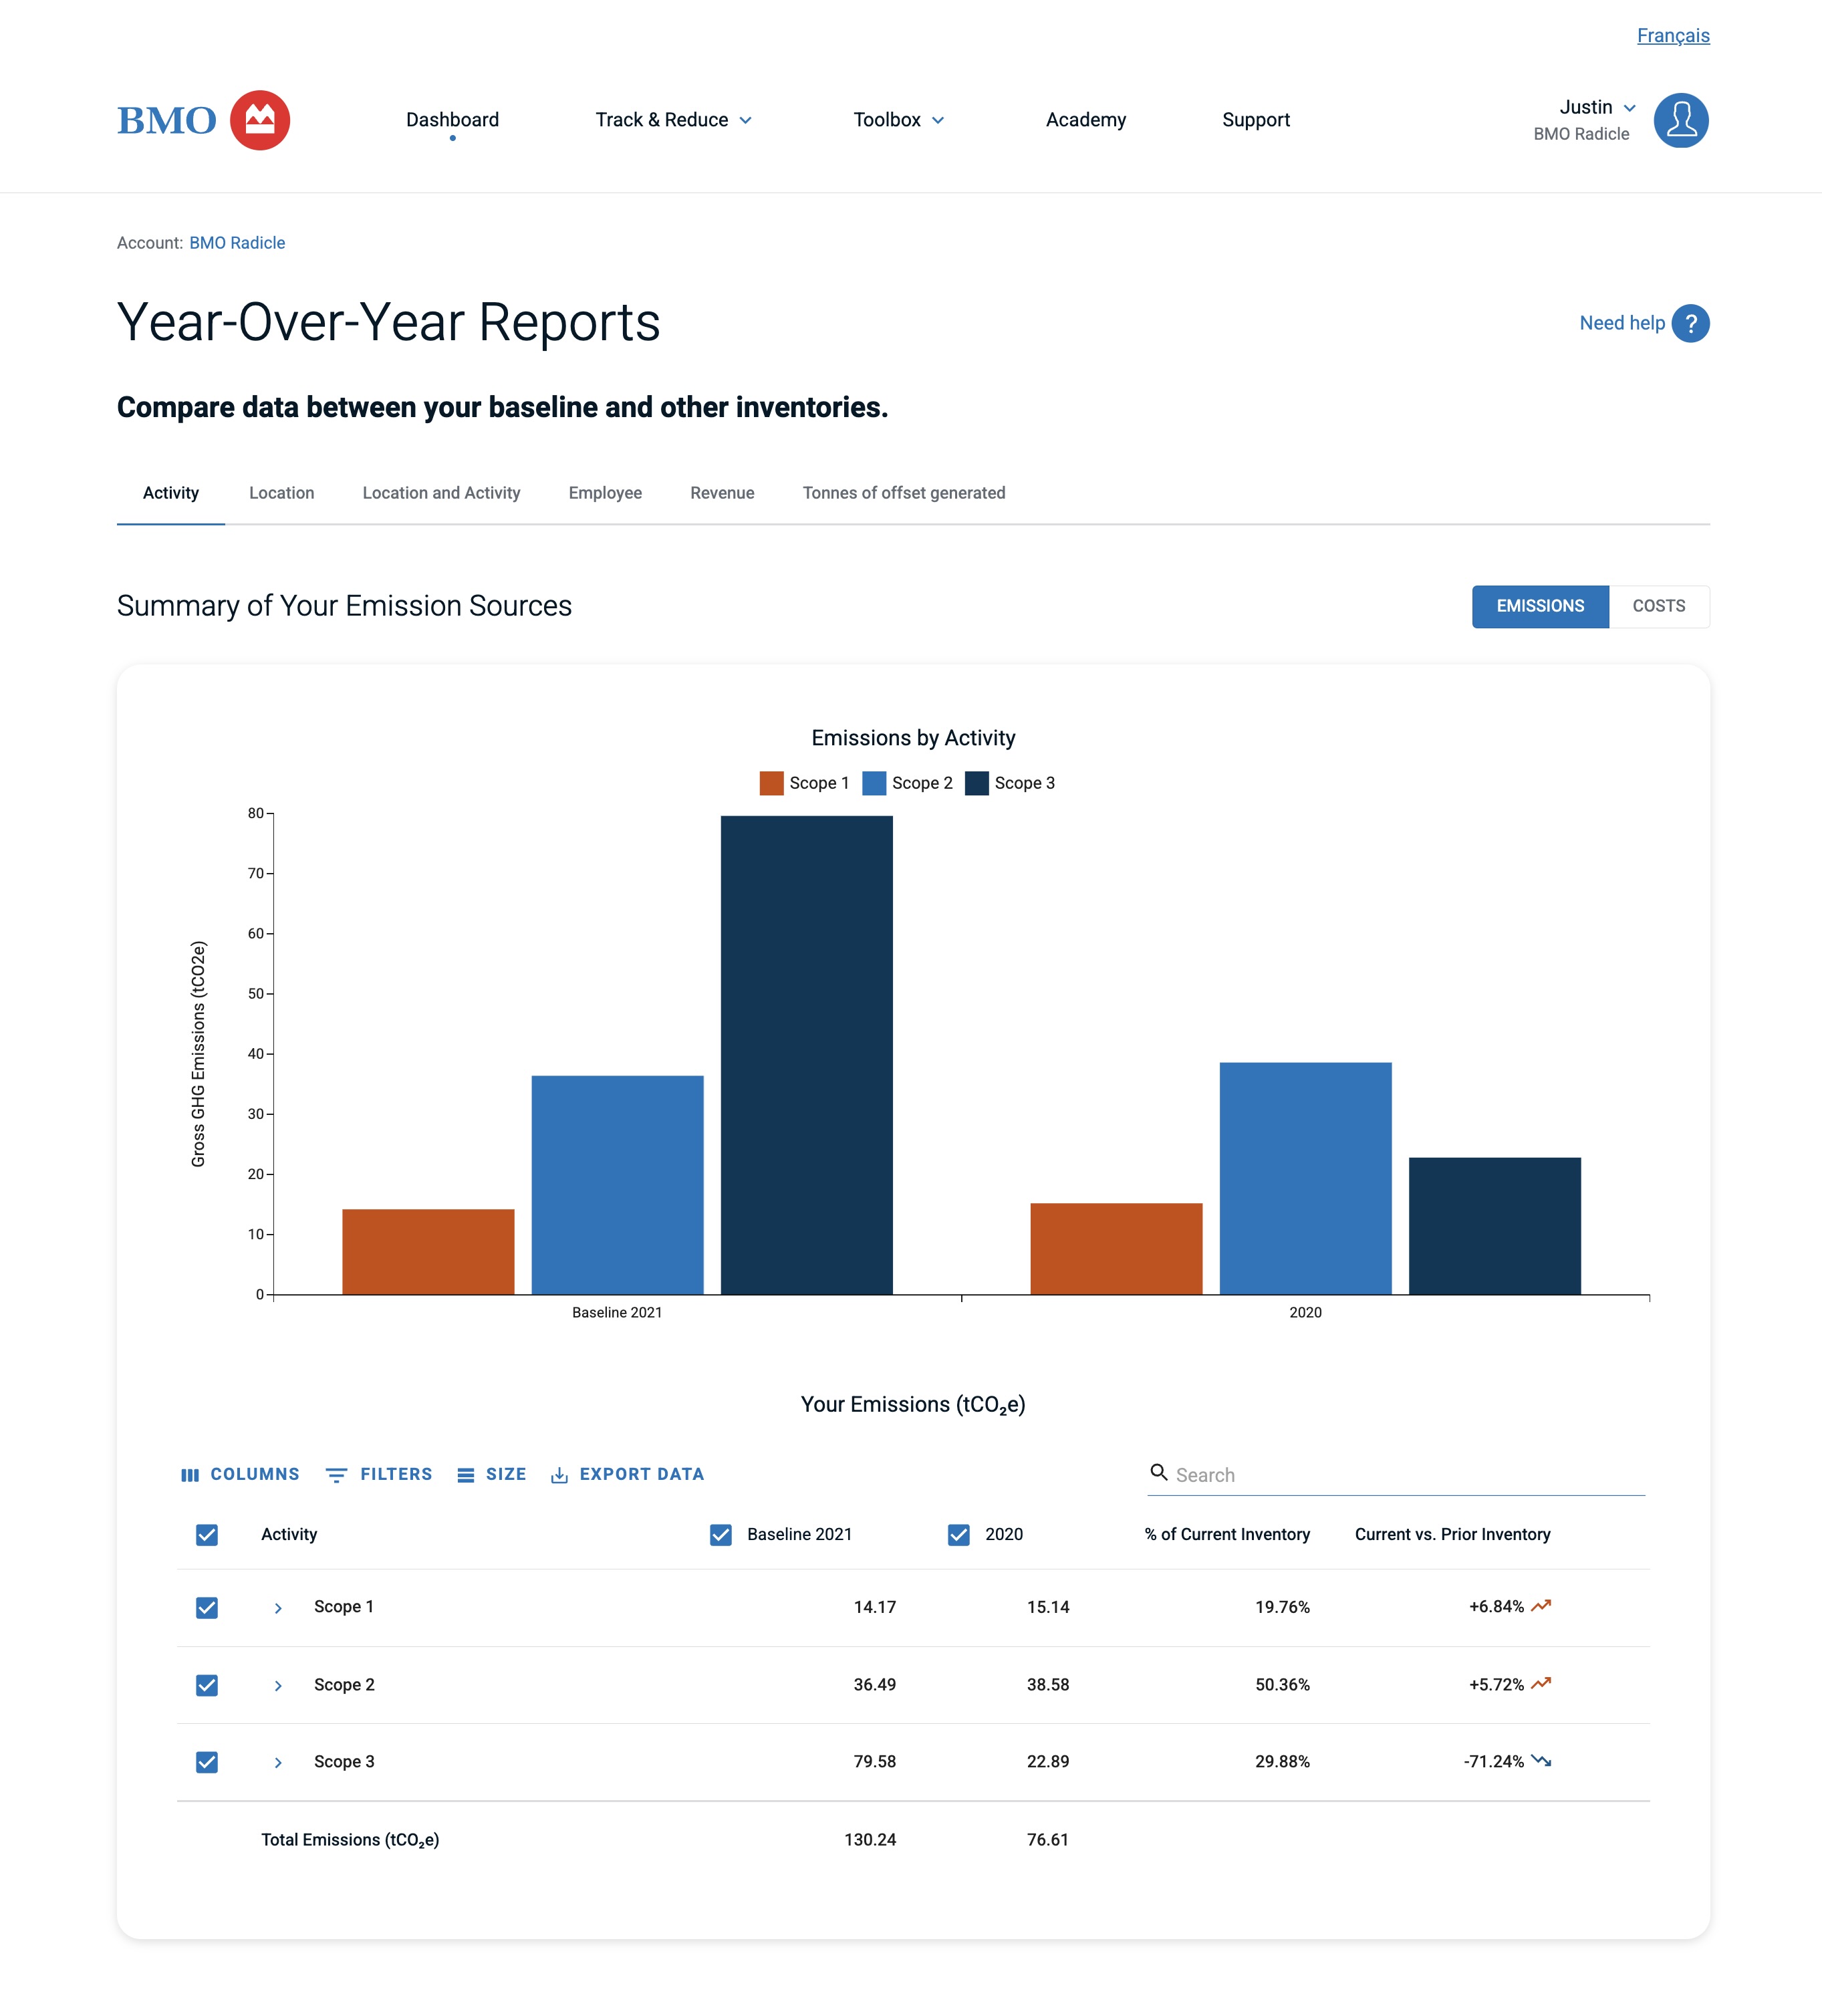 Français
BMO
Dashboard
Track & Reduce
Toolbox
Academy
Support
Justin
BMO Radicle
Account: BMO Radicle
Year-Over-Year Reports
Need help ?
Compare data between your baseline and other inventories.
Activity Location Location and Activity Employee Revenue Tonnes of offset generated
Summary of Your Emission Sources
EMISSIONS COSTS
Emissions by Activity
Scope 1 Scope 2 Scope 3
Gross GHG Emissions (tCO2e)
80
70
60
50
40
30
20
10
0
Baseline 2021 2020
Your Emissions (tCO₂e)
COLUMNS FILTERS SIZE EXPORT DATA Search
Activity Baseline 2021 2020 % of Current Inventory Current vs. Prior Inventory
Scope 1 14.17 15.14 19.76% +6.84%
Scope 2 36.49 38.58 50.36% +5.72%
Scope 3 79.58 22.89 29.88% -71.24%
Total Emissions (tCO₂e) 130.24 76.61